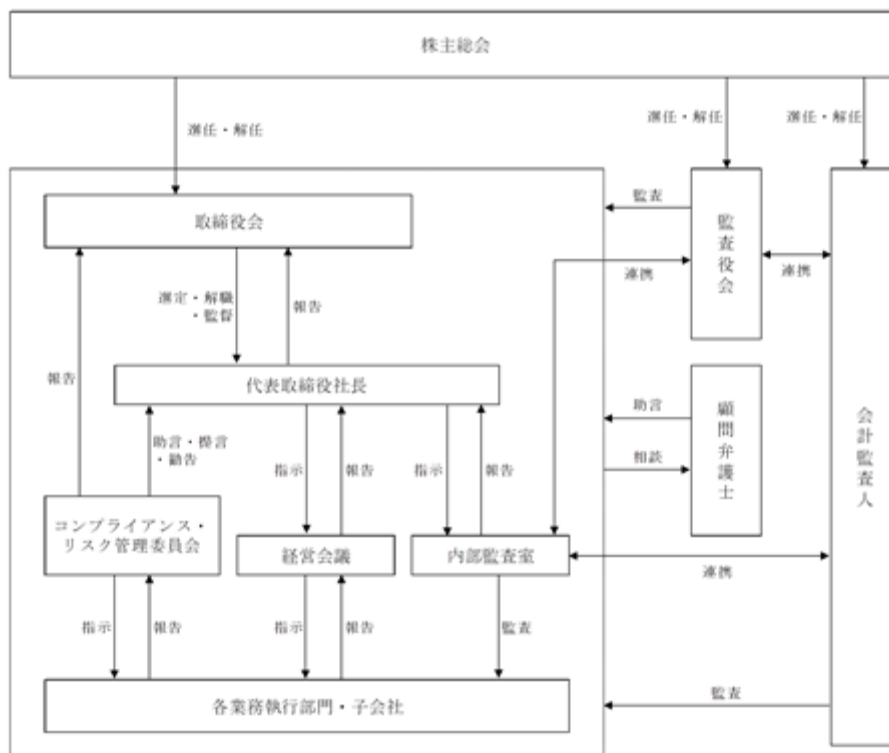 株主総会
選任・解任
選任・解任
選任・解任
取締役会
監査
監査役会
連携
連携
選定・解職
・監督
報告
報告
代表取締役社長
助言
顧問弁護士
相談
会計監査人
助言・提言
・勧告
指示
報告
指示
報告
コンプライアンス・
リスク管理委員会
経営会議
内部監査室
連携
指示
報告
指示
報告
監査
各業務執行部門・子会社
監査